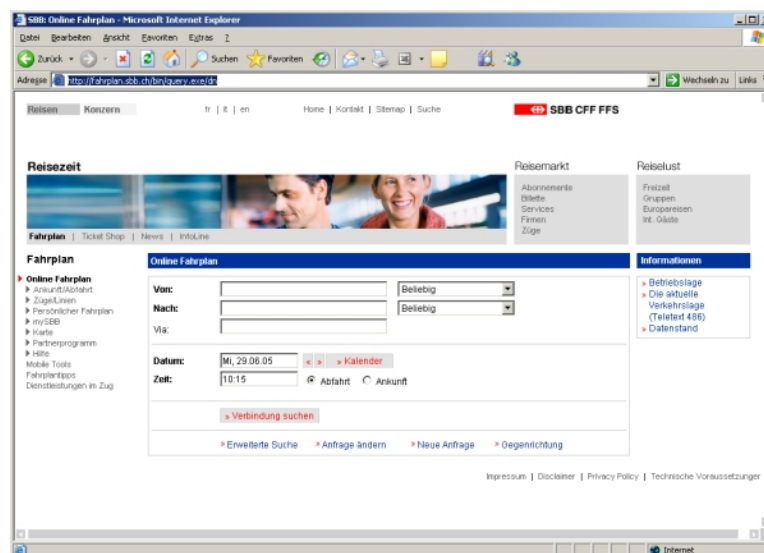 SBB: Online Fahrplan - Microsoft Internet Explorer
Datei Bearbeiten Ansicht Favoriten Extras ?
Zurück Suchen Favoriten
Adresse http://fahrplan.sbb.ch/bin/query.exe/dn Wechseln zu Links
Reisen Konzern fr | it | en Home | Kontakt | Sitemap | Suche SBB CFF FFS
Reisezeit Reisemarkt Reiselust
Abonnemente
Billette
Services
Firmen
Züge
Freizeit
Gruppen
Europareisen
Int. Gäste
Fahrplan | Ticket Shop | News | InfoLine
Fahrplan
Online Fahrplan
Ankunft/Abfahrt
Züge/Linien
Persönlicher Fahrplan
mySBB
Karte
Partnerprogramm
Hilfe
Mobile Tools
Fahrplantipps
Dienstleistungen im Zug
Online Fahrplan
Von: Beliebig
Nach: Beliebig
Via:
Datum: Mi, 29.06.05 « » » Kalender
Zeit: 10:15 Abfahrt Ankunft
» Verbindung suchen
» Erweiterte Suche » Anfrage ändern » Neue Anfrage » Gegenrichtung
Informationen
» Betriebslage
» Die aktuelle
Verkehrslage
(Teletext 486)
» Datenstand
Impressum | Disclaimer | Privacy Policy | Technische Voraussetzungen
Internet